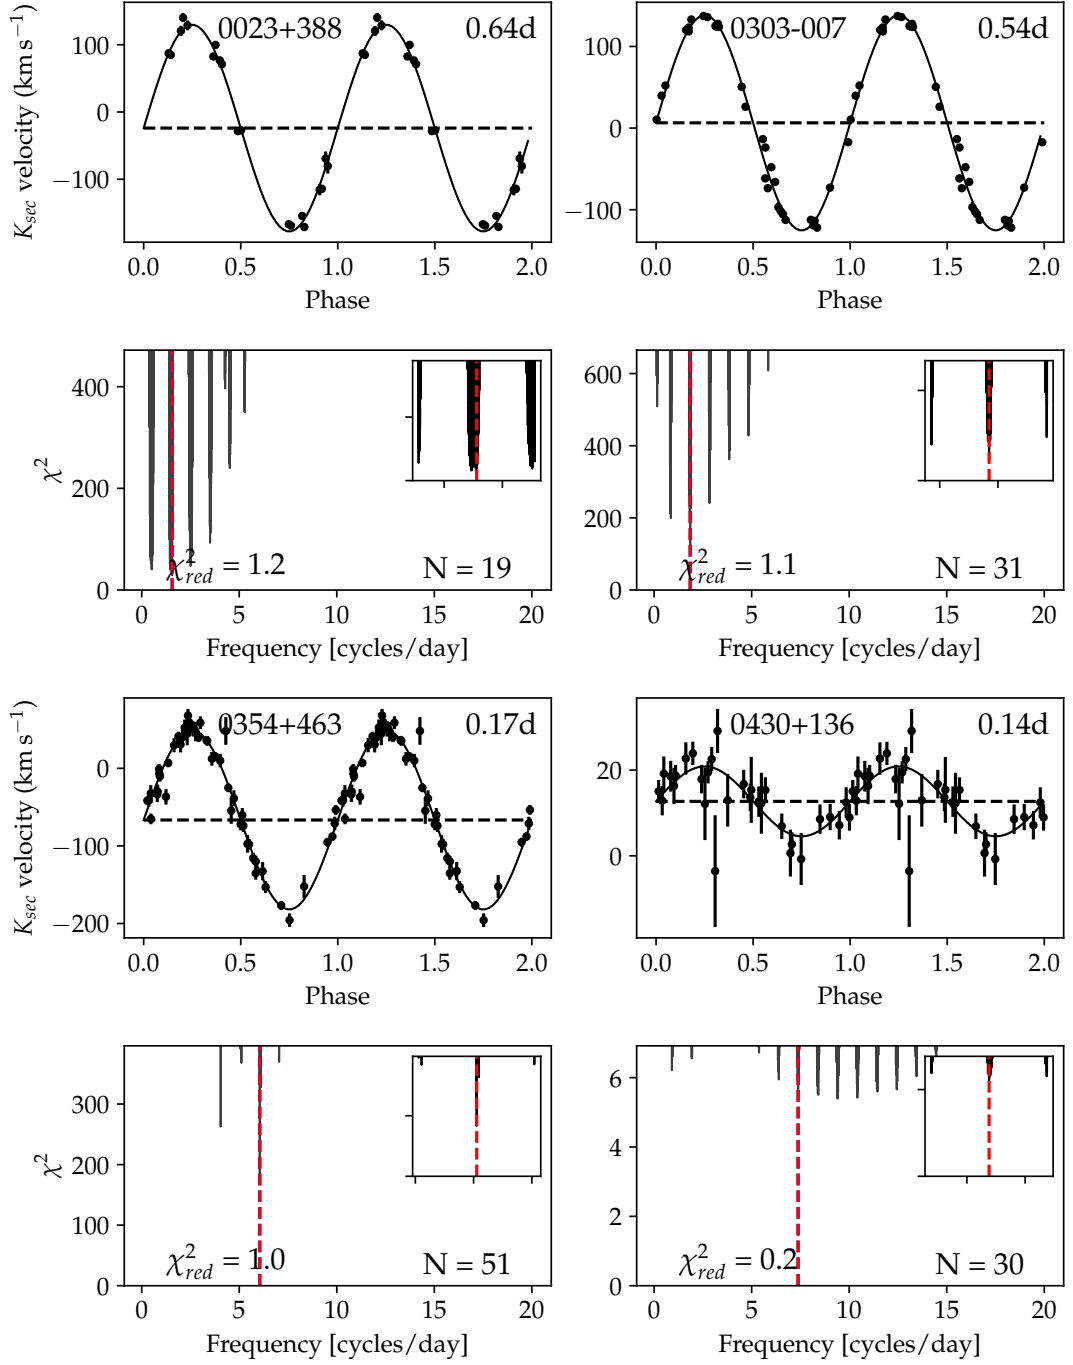 0023+388 0.64d
100
0
−100
K_sec velocity (km s⁻¹)
0.0 0.5 1.0 1.5 2.0
Phase
0303-007 0.54d
100
0
−100
0.0 0.5 1.0 1.5 2.0
Phase
400
200
0
χ²
χ²_red = 1.2 N = 19
0 5 10 15 20
Frequency [cycles/day]
600
400
200
0
χ²_red = 1.1 N = 31
0 5 10 15 20
Frequency [cycles/day]
0354+463 0.17d
0
−100
−200
K_sec velocity (km s⁻¹)
0.0 0.5 1.0 1.5 2.0
Phase
0430+136 0.14d
20
0
0.0 0.5 1.0 1.5 2.0
Phase
300
200
100
0
χ²
χ²_red = 1.0 N = 51
0 5 10 15 20
Frequency [cycles/day]
6
4
2
0
χ²_red = 0.2 N = 30
0 5 10 15 20
Frequency [cycles/day]